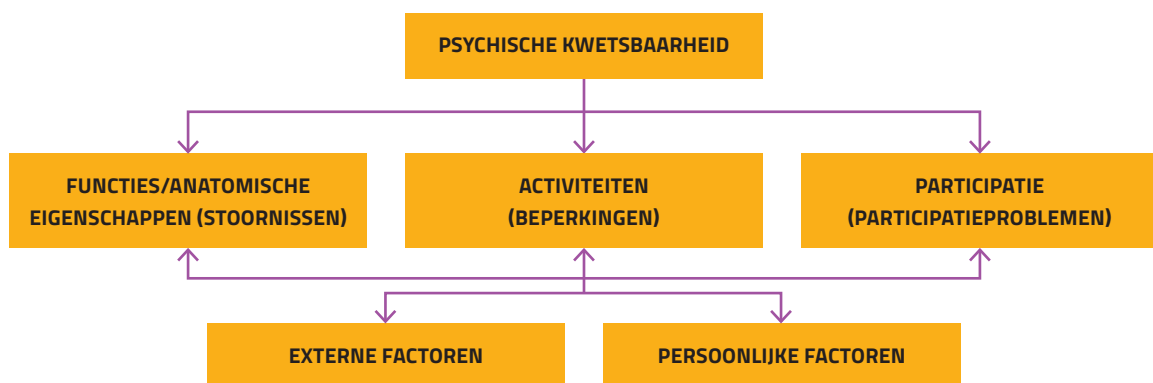 PSYCHISCHE KWETSBAARHEID
FUNCTIES/ANATOMISCHE
EIGENSCHAPPEN (STOORNISSEN)
ACTIVITEITEN
(BEPERKINGEN)
PARTICIPATIE
(PARTICIPATIEPROBLEMEN)
EXTERNE FACTOREN
PERSOONLIJKE FACTOREN